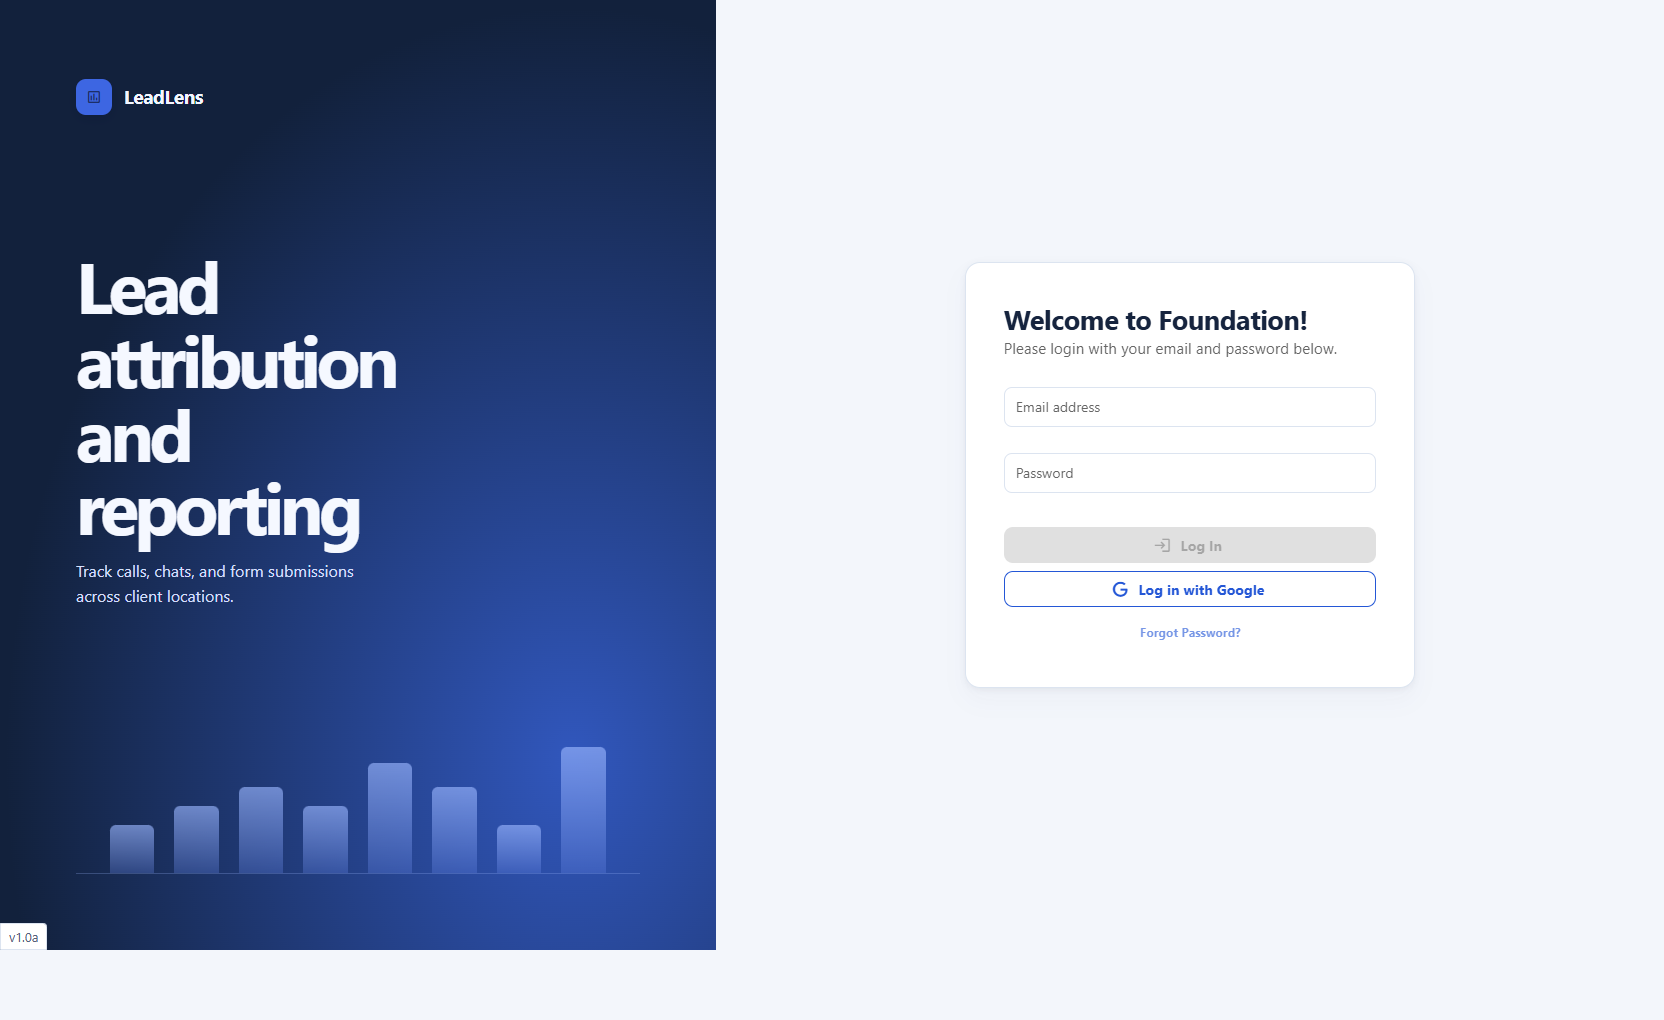 LeadLens
Lead
attribution
and
reporting
Track calls, chats, and form submissions
across client locations.
v1.0a
Welcome to Foundation!
Please login with your email and password below.
Email address
Password
Log In
Log in with Google
Forgot Password?